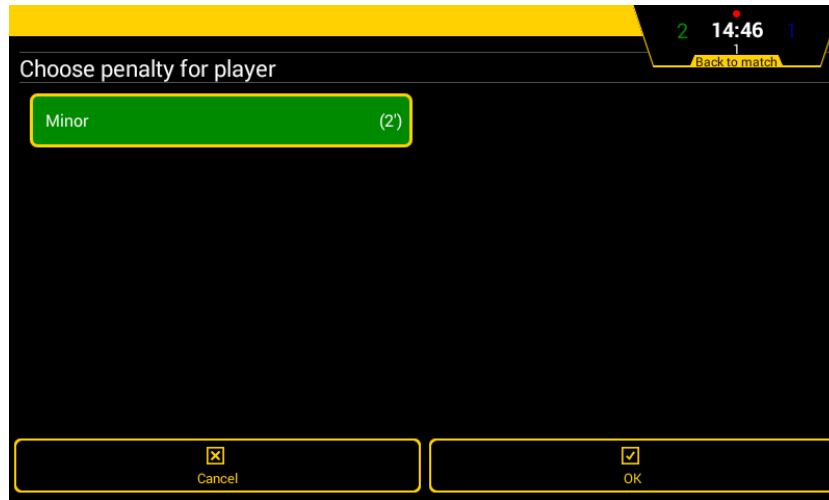 2 14:46 1
1
Back to match
Choose penalty for player
Minor (2')
Cancel
OK